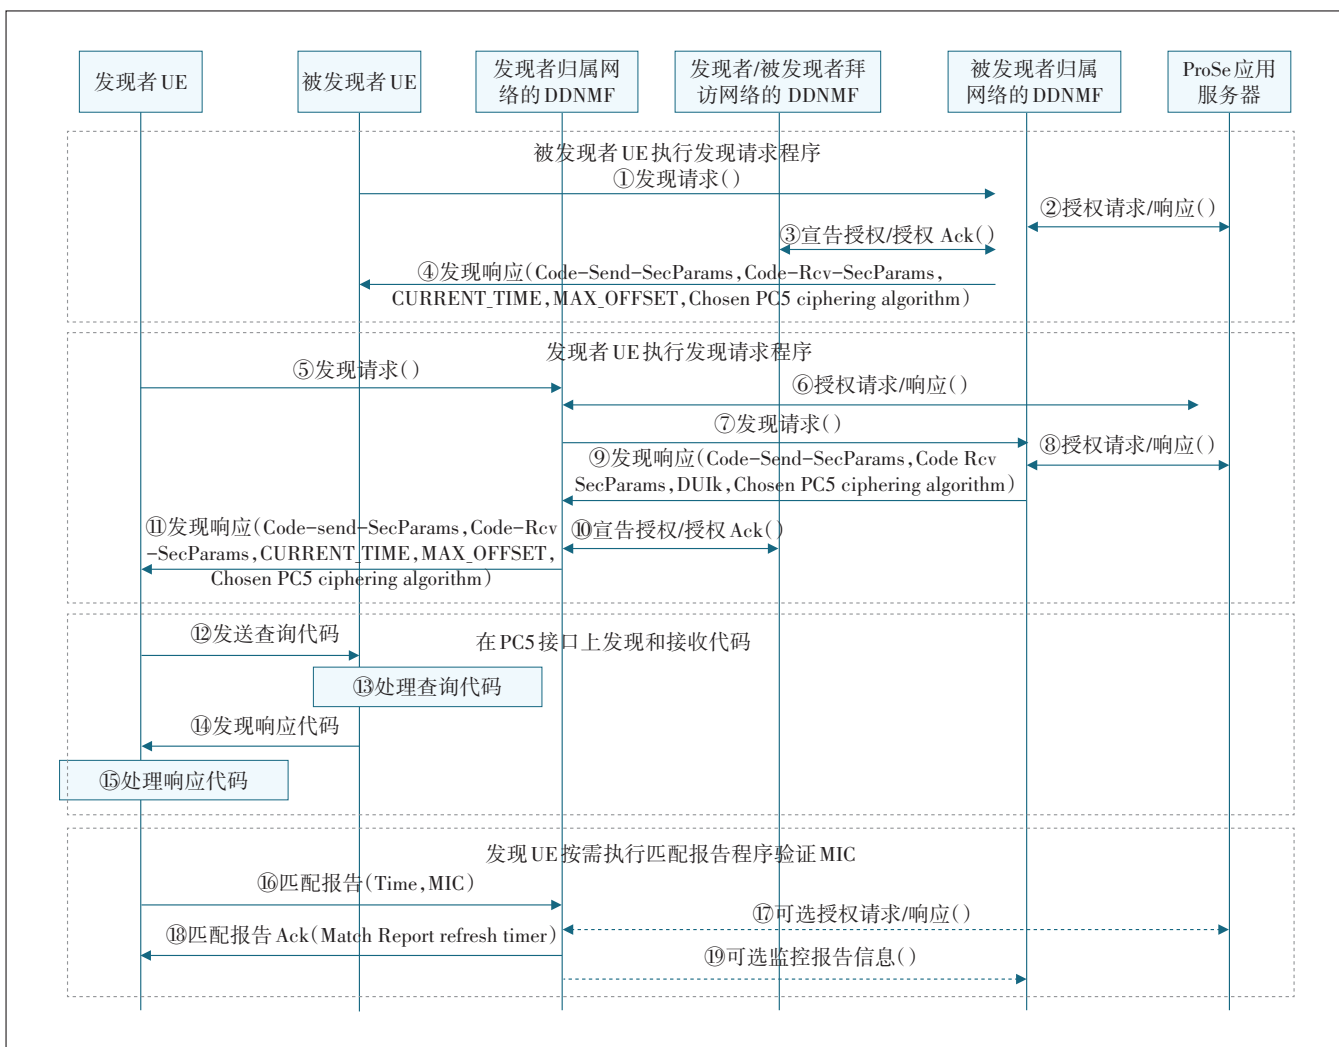 发现者UE
被发现者UE
发现者归属网
络的DDNMF
发现者/被发现者拜
访网络的 DDNMF
被发现者归属
网络的DDNMF
ProSe应用
服务器
被发现者UE执行发现请求程序
①发现请求()
②授权请求/响应()
③宣告授权/授权 Ack()
④发现响应(Code-Send-SecParams,Code-Rcv-SecParams,
CURRENT_TIME,MAX_OFFSET,Chosen PC5 ciphering algorithm)
发现者UE执行发现请求程序
⑤发现请求()
⑥授权请求/响应()
⑦发现请求()
⑧授权请求/响应()
⑨发现响应(Code-Send-SecParams,Code Rcv
SecParams,DUIk,Chosen PC5 ciphering algorithm)
⑩宣告授权/授权 Ack()
⑪发现响应(Code-send-SecParams,Code-Rcv
-SecParams,CURRENT_TIME,MAX_OFFSET,
Chosen PC5 ciphering algorithm)
⑫发送查询代码
在PC5接口上发现和接收代码
⑬处理查询代码
⑭发现响应代码
⑮处理响应代码
发现UE按需执行匹配报告程序验证MIC
⑯匹配报告(Time,MIC)
⑰可选授权请求/响应()
⑱匹配报告 Ack(Match Report refresh timer)
⑲可选监控报告信息()